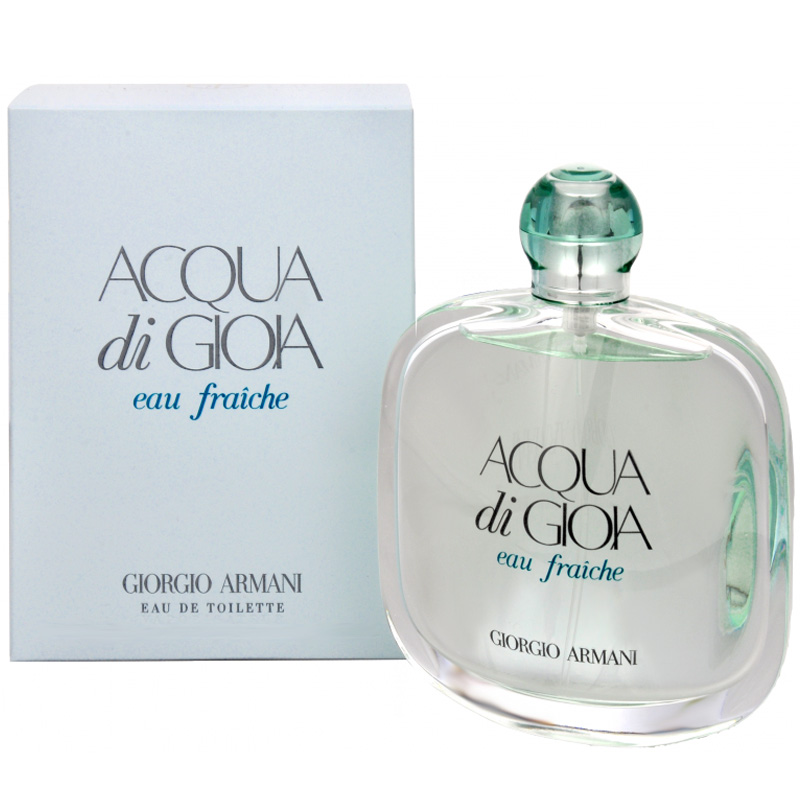 ACQUA
di GIOIA
eau fraîche
GIORGIO ARMANI
EAU DE TOILETTE
ACQUA
di GIOIA
eau fraîche
GIORGIO ARMANI